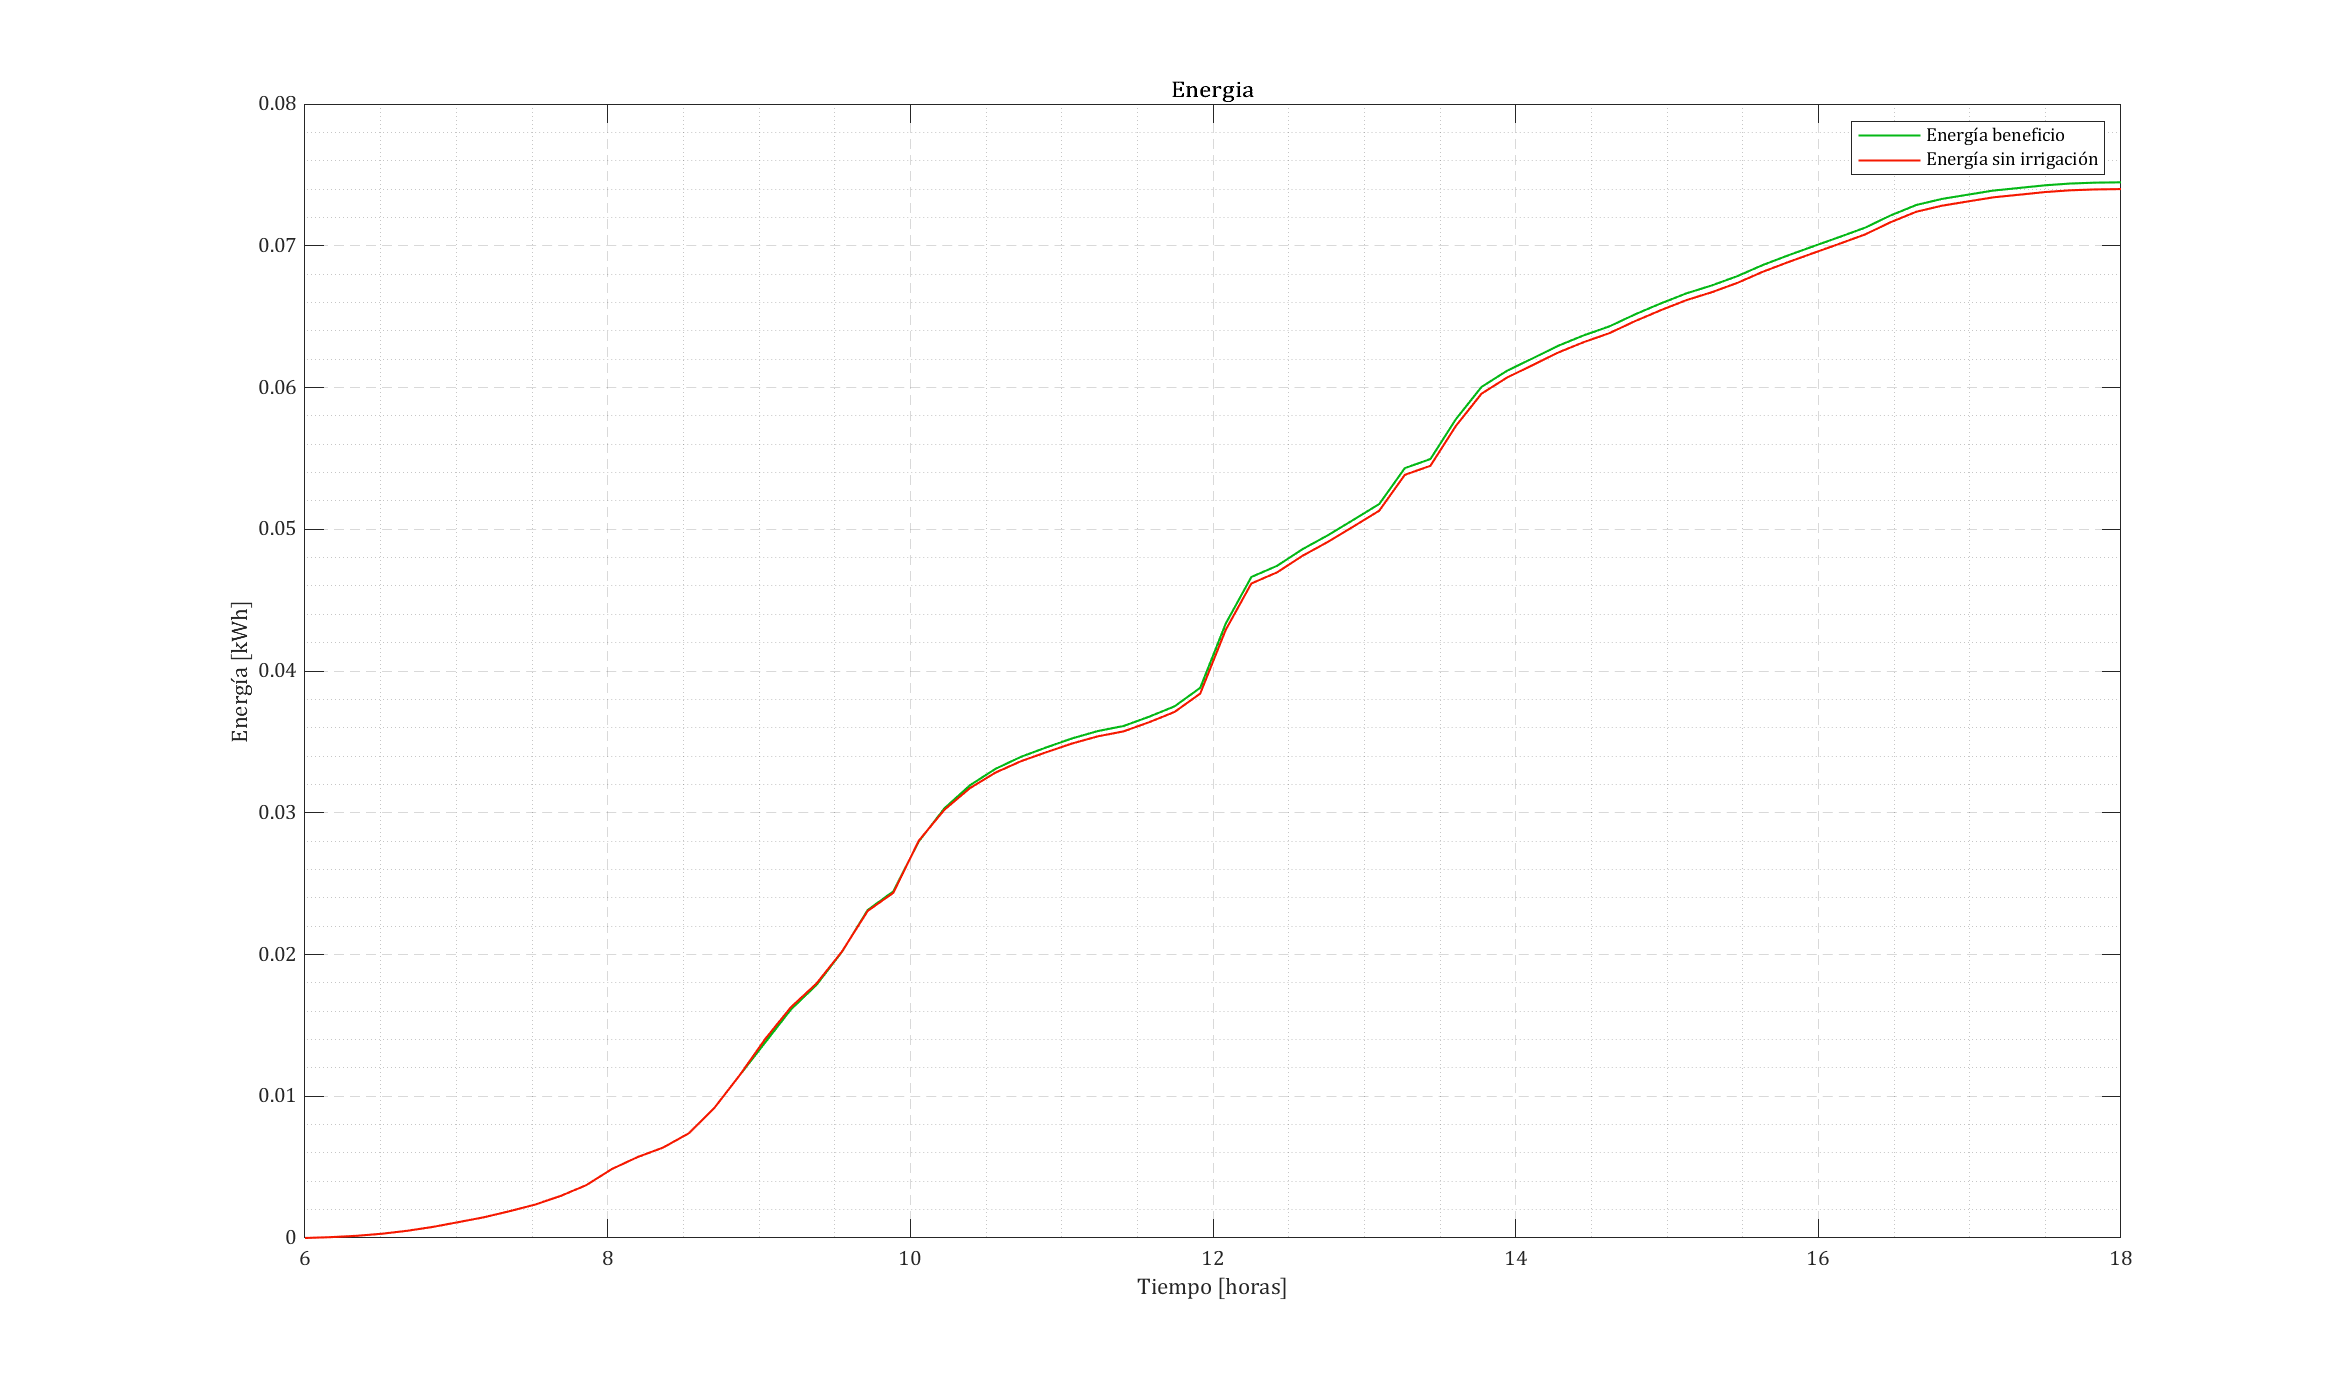 Energia
0.08
0.07
0.06
0.05
0.04
0.03
0.02
0.01
0
Energía [kWh]
Energía beneficio
Energía sin irrigación
6 8 10 12 14 16 18
Tiempo [horas]